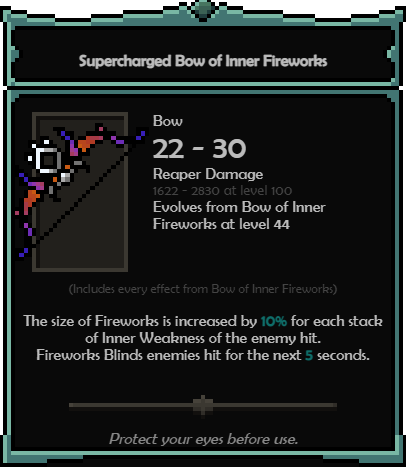 Supercharged Bow of Inner Fireworks
Bow
22 - 30
Reaper Damage
1622 - 2830 at level 100
Evolves from Bow of Inner
Fireworks at level 44
(Includes every effect from Bow of Inner Fireworks)
The size of Fireworks is increased by 10% for each stack
of Inner Weakness of the enemy hit.
Fireworks Blinds enemies hit for the next 5 seconds.
Protect your eyes before use.